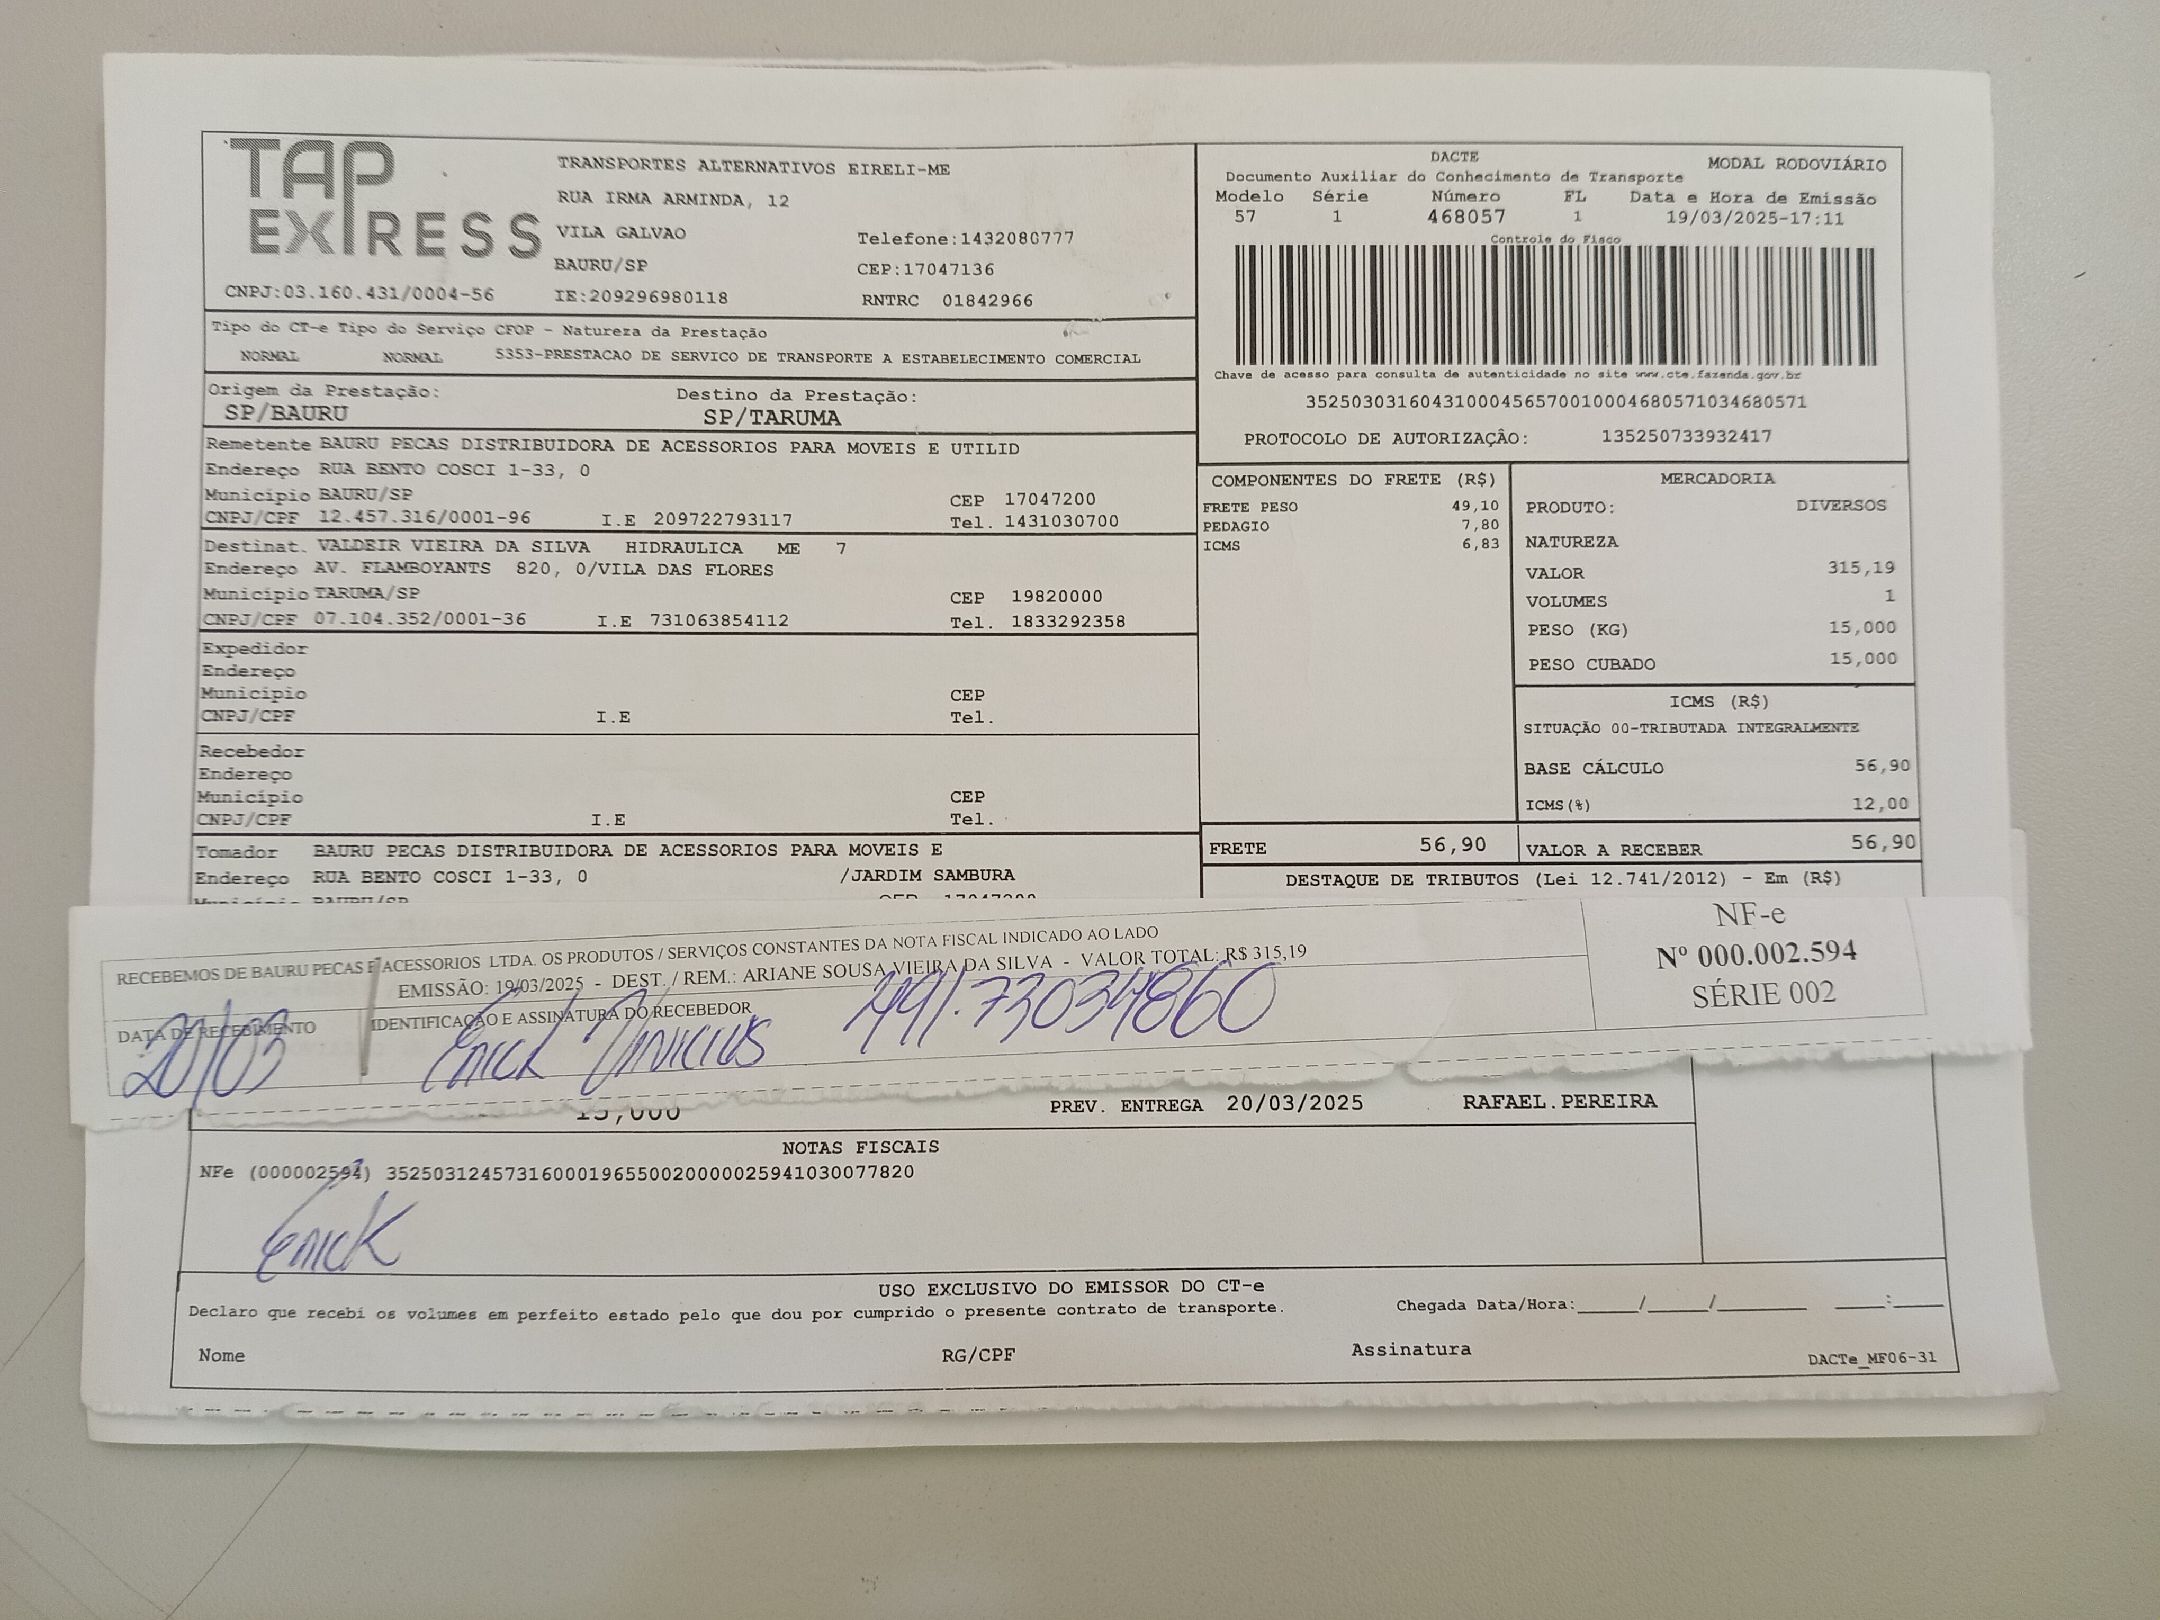 TAP EXPRESS
TRANSPORTES ALTERNATIVOS EIRELI-ME
RUA IRMA ARMINDA, 12
VILA GALVAO Telefone:1432080777
BAURU/SP CEP:17047136
CNPJ:03.160.431/0004-56 IE:209296980118 RNTRC 01842966
Tipo do CT-e Tipo do Serviço CFOP - Natureza da Prestação
NORMAL NORMAL 5353-PRESTACAO DE SERVICO DE TRANSPORTE A ESTABELECIMENTO COMERCIAL
Origem da Prestação: Destino da Prestação:
SP/BAURU SP/TARUMA
Remetente BAURU PECAS DISTRIBUIDORA DE ACESSORIOS PARA MOVEIS E UTILID
Endereço RUA BENTO COSCI 1-33, 0
Município BAURU/SP CEP 17047200
CNPJ/CPF 12.457.316/0001-96 I.E 209722793117 Tel. 1431030700
Destinat. VALDEIR VIEIRA DA SILVA HIDRAULICA ME 7
Endereço AV. FLAMBOYANTS 820, 0/VILA DAS FLORES
Município TARUMA/SP CEP 19820000
CNPJ/CPF 07.104.352/0001-36 I.E 731063854112 Tel. 1833292358
Expedidor
Endereço
Município CEP
CNPJ/CPF I.E Tel.
Recebedor
Endereço
Município CEP
CNPJ/CPF I.E Tel.
Tomador BAURU PECAS DISTRIBUIDORA DE ACESSORIOS PARA MOVEIS E
Endereço RUA BENTO COSCI 1-33, 0 /JARDIM SAMBURA
DACTE MODAL RODOVIÁRIO
Documento Auxiliar do Conhecimento de Transporte
Modelo Série Número FL Data e Hora de Emissão
57 1 468057 1 19/03/2025-17:11
Controle do Fisco
Chave de acesso para consulta de autenticidade no site www.cte.fazenda.gov.br
35250303160431000456570010004680571034680571
PROTOCOLO DE AUTORIZAÇÃO: 135250733932417
COMPONENTES DO FRETE (R$)
FRETE PESO 49,10
PEDAGIO 7,80
ICMS 6,83
MERCADORIA
PRODUTO: DIVERSOS
NATUREZA
VALOR 315,19
VOLUMES 1
PESO (KG) 15,000
PESO CUBADO 15,000
ICMS (R$)
SITUAÇÃO 00-TRIBUTADA INTEGRALMENTE
BASE CÁLCULO 56,90
ICMS(%) 12,00
FRETE 56,90 VALOR A RECEBER 56,90
DESTAQUE DE TRIBUTOS (Lei 12.741/2012) - Em (R$)
RECEBEMOS DE BAURU PECAS E ACESSORIOS LTDA. OS PRODUTOS / SERVIÇOS CONSTANTES DA NOTA FISCAL INDICADO AO LADO
EMISSÃO: 19/03/2025 - DEST. / REM.: ARIANE SOUSA VIEIRA DA SILVA - VALOR TOTAL: R$ 315,19
DATA DE RECEBIMENTO IDENTIFICAÇÃO E ASSINATURA DO RECEBEDOR
20/03 Erick Vinicius 491.73034860
NF-e
Nº 000.002.594
SÉRIE 002
15,000 PREV. ENTREGA 20/03/2025 RAFAEL.PEREIRA
NOTAS FISCAIS
NFe (000002594) 35250312457316000196550020000025941030077820
Erick
USO EXCLUSIVO DO EMISSOR DO CT-e
Declaro que recebi os volumes em perfeito estado pelo que dou por cumprido o presente contrato de transporte. Chegada Data/Hora:____/____/______ ___:___
Nome RG/CPF Assinatura DACTe_MF06-31